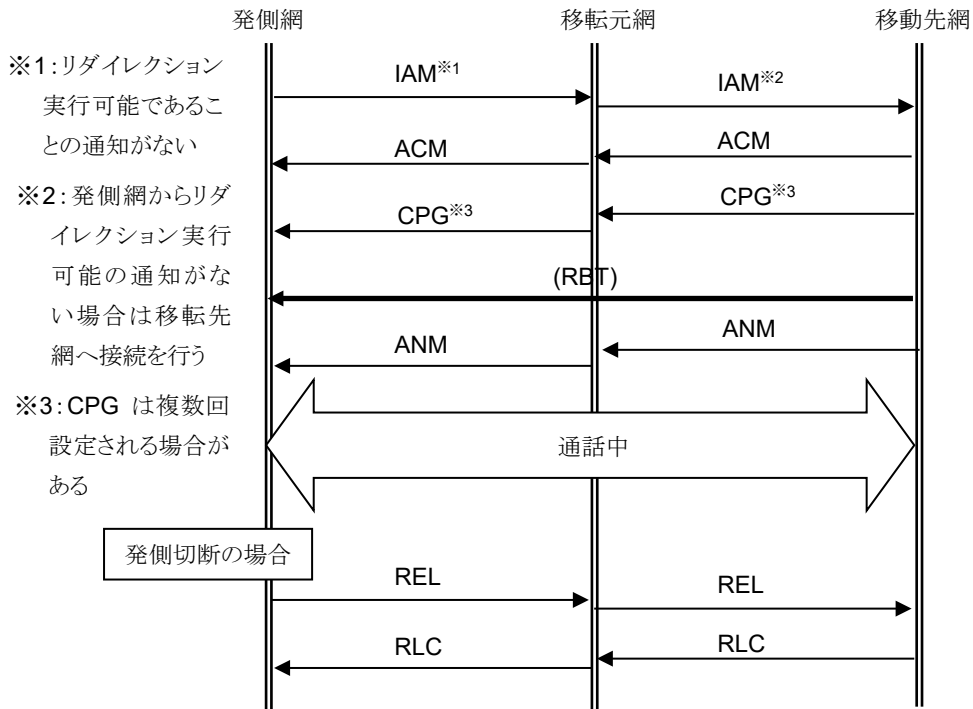 発側網
移転元網
移動先網
※1:リダイレクション
実行可能であるこ
との通知がない
※2:発側網からリダ
イレクション実行
可能の通知がな
い場合は移転先
網へ接続を行う
※3:CPG は複数回
設定される場合が
ある
IAM※1
IAM※2
ACM
ACM
CPG※3
CPG※3
(RBT)
ANM
ANM
通話中
発側切断の場合
REL
REL
RLC
RLC